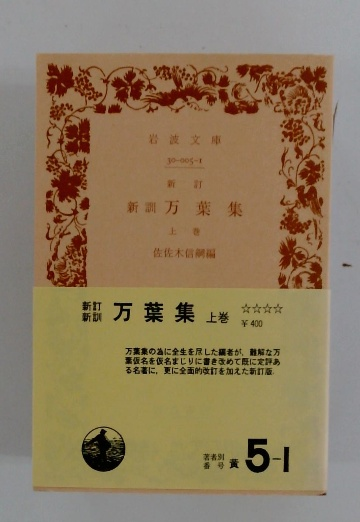 岩波文庫
30-005-1
新訂
新訓 万葉集
上巻
佐佐木信綱編
新訂
新訓 万葉集 上巻 ☆☆☆☆
￥400
万葉集の為に全生を尽した編者が、難解な万
葉仮名を仮名まじりに書き改めて既に定評あ
る名著に、更に全面的改訂を加えた新訂版.
著者別
番号 黄 5-1